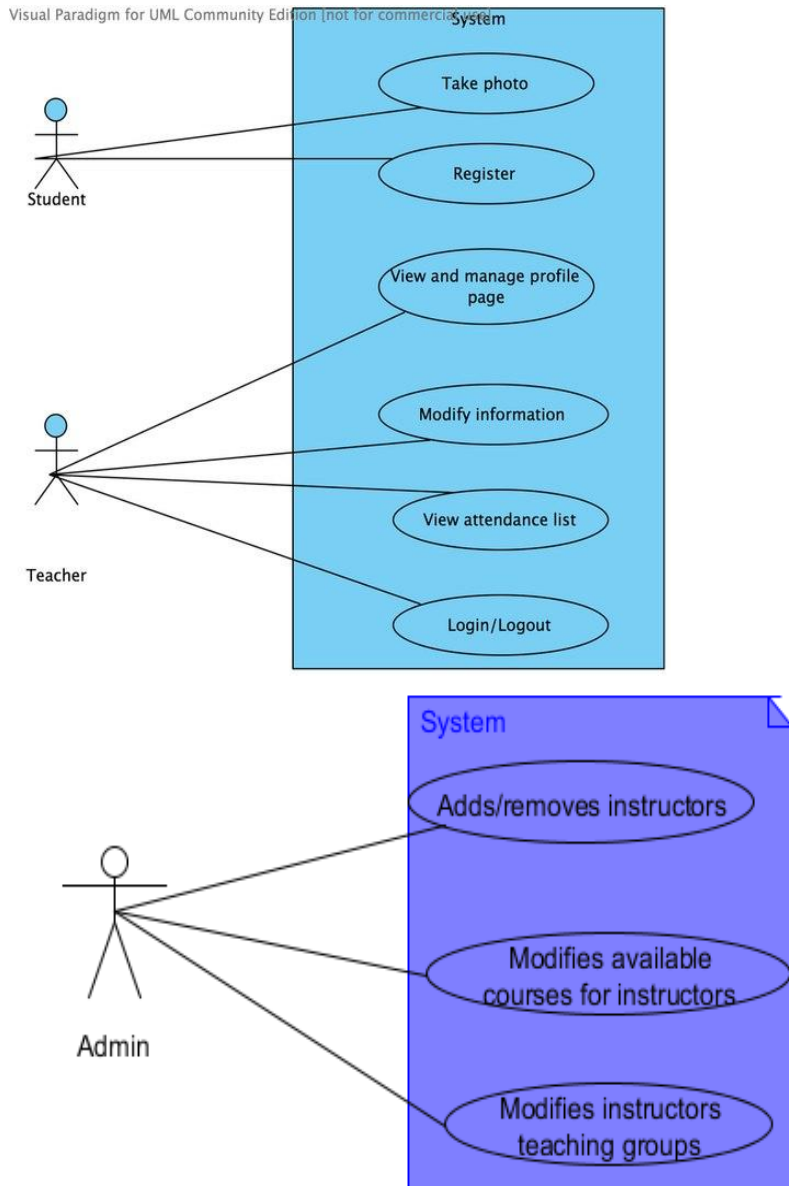 Visual Paradigm for UML Community Edition [not for commercial use]
System
Take photo
Student
Register
View and manage profile
page
Modify information
Teacher
View attendance list
Login/Logout
System
Adds/removes instructors
Admin
Modifies available
courses for instructors
Modifies instructors
teaching groups